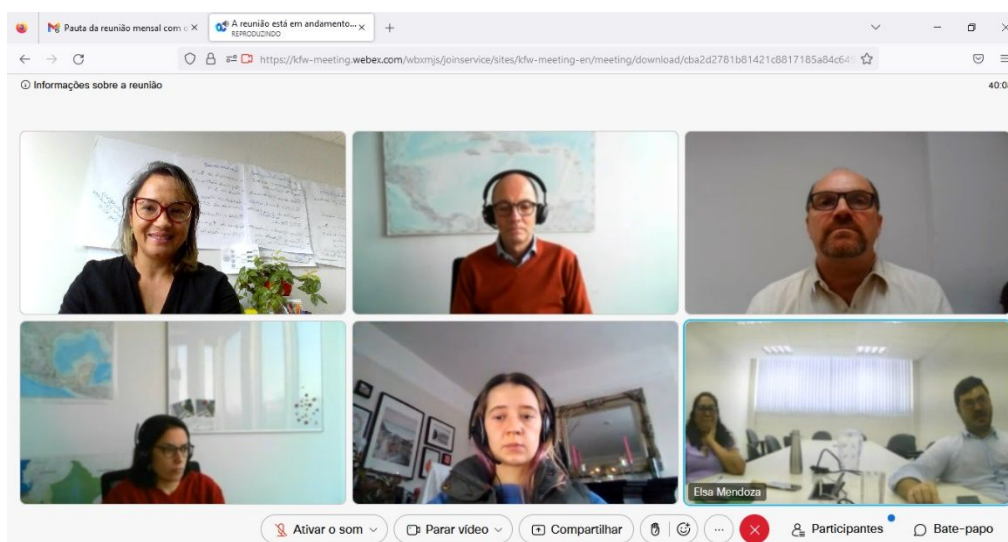 Pauta da reunião mensal com o
A reunião está em andamento...
REPRODUZINDO
https://kfw-meeting.webex.com/wbxmjs/joinservice/sites/kfw-meeting-en/meeting/download/cba2d2781b81421c8817185a84c64
Informações sobre a reunião
40:0
Elsa Mendoza
Ativar o som
Parar vídeo
Compartilhar
Participantes
Bate-papo